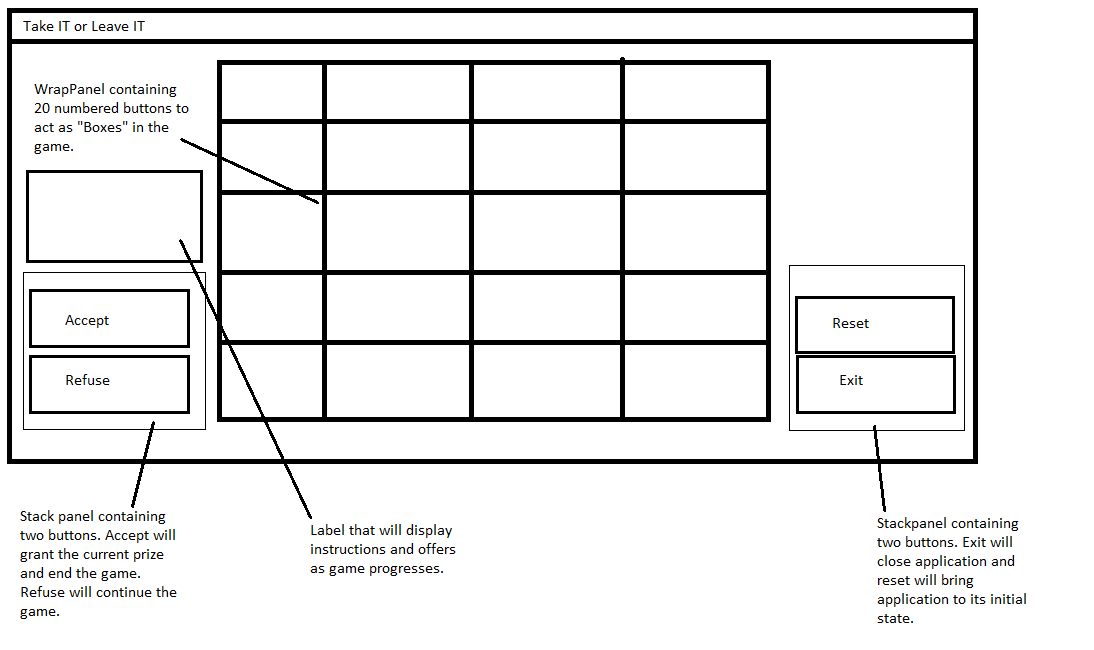 Take IT or Leave IT
WrapPanel containing
20 numbered buttons to
act as "Boxes" in the
game.
Accept
Refuse
Reset
Exit
Stack panel containing
two buttons. Accept will
grant the current prize
and end the game.
Refuse will continue the
game.
Label that will display
instructions and offers
as game progresses.
Stackpanel containing
two buttons. Exit will
close application and
reset will bring
application to its initial
state.